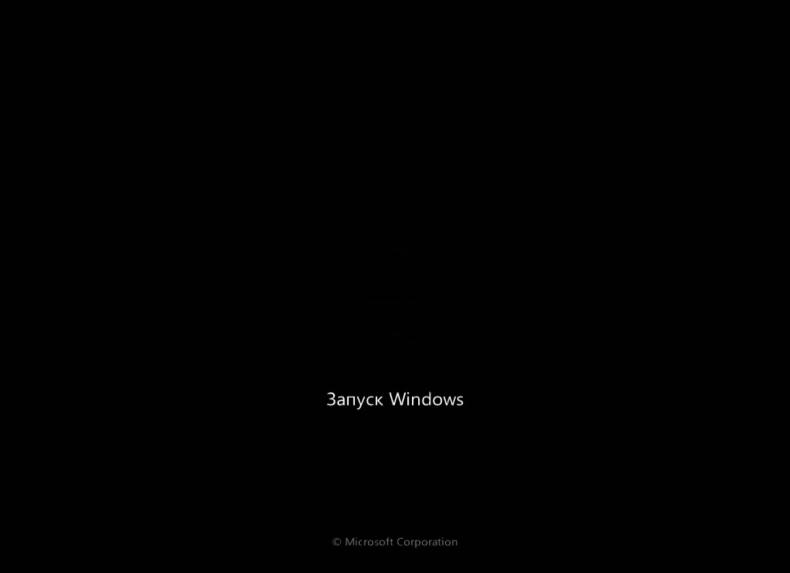 Запуск Windows
© Microsoft Corporation